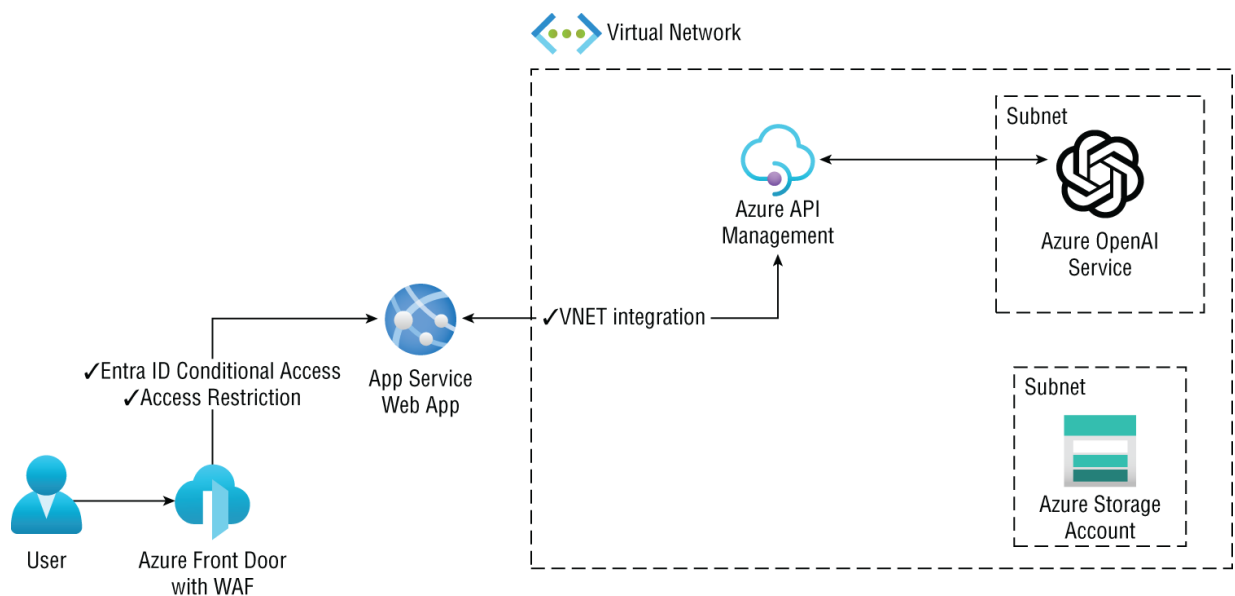 Virtual Network
Subnet
Azure API
Management
Azure OpenAI
Service
✓VNET integration
✓Entra ID Conditional Access
✓Access Restriction
App Service
Web App
Subnet
Azure Storage
Account
User
Azure Front Door
with WAF